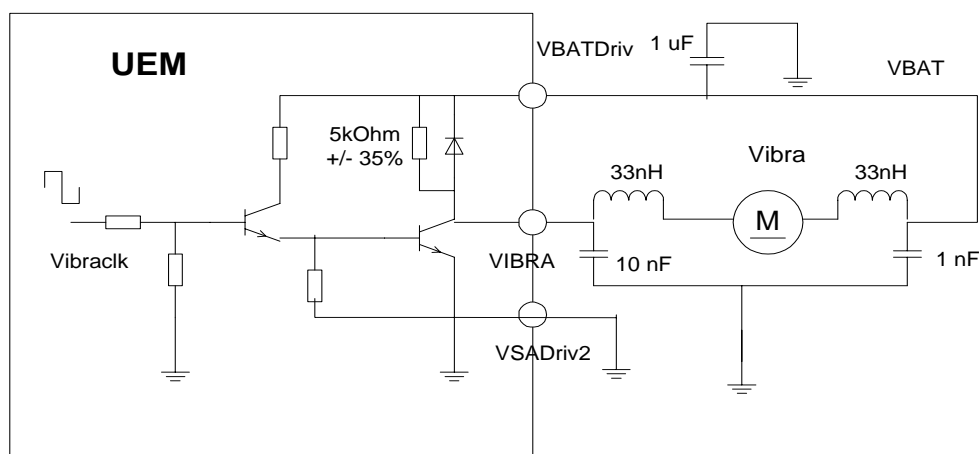 UEM
VBATDriv
1 uF
VBAT
5kOhm
+/- 35%
Vibraclk
VIBRA
VSADriv2
33nH
Vibra
33nH
M
10 nF
1 nF